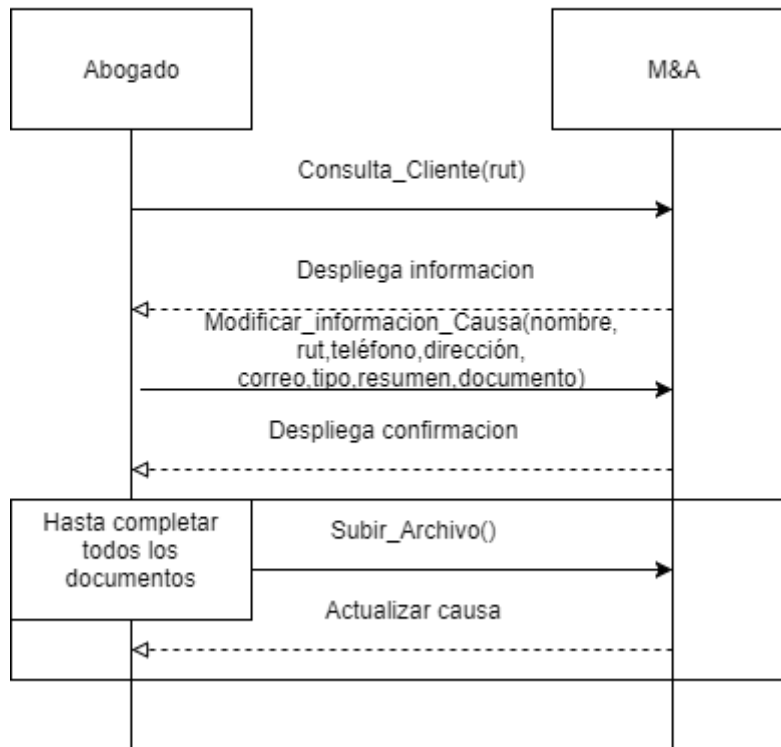 Abogado
M&A
Consulta_Cliente(rut)
Despliega informacion
Modificar_informacion_Causa(nombre,
rut,teléfono,dirección,
correo,tipo,resumen,documento)
Despliega confirmacion
Hasta completar
todos los
documentos
Subir_Archivo()
Actualizar causa